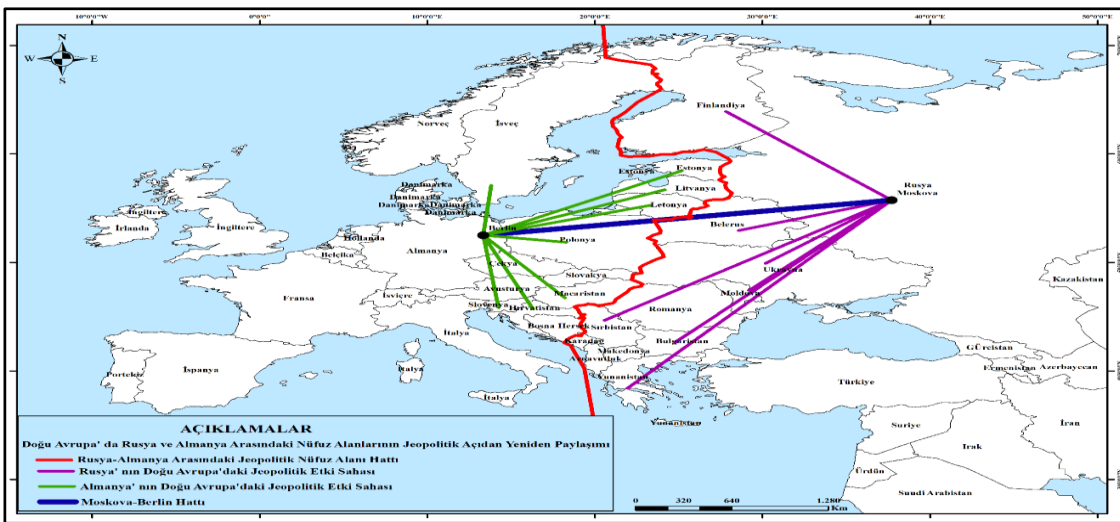 10°0'0"W 0°0'0" 10°0'0"E 20°0'0"E 30°0'0"E 40°0'0"E 50°0'0"E
N
W E
S
Finlandiya
Norveç
İsveç
Estonya
Estonya
Danimarka
Litvanya
Rusya
Moskova
Danimarka
Danimarka Danimarka
Letonya
Danimarka
İngiltere
İrlanda
İngiltere
Belerus
Berlin
Hollanda
Polonya
Almanya
Belçika
Çekya
Ukrayna
Slovakya
Kazakistan
Avusturya
Macaristan
Moldova
Fransa
İsviçre
Slovenya
Hırvatistan
Romanya
Bosna Hersek
Sırbistan
İtalya
Karadağ
Bulgaristan
Gürcistan
Makedonya
Arnavutluk
Ermenistan
Azerbaycan
Portekiz
İspanya
İtalya
Yunanistan
Türkiye
İtalya
Yunanistan
Suriye
İran
Irak
Ürdün
Suudi Arabistan
AÇIKLAMALAR
Doğu Avrupa' da Rusya ve Almanya Arasındaki Nüfuz Alanlarının Jeopolitik Açıdan Yeniden Paylaşımı
Rusya-Almanya Arasındaki Jeopolitik Nüfuz Alanı Hattı
Rusya' nın Doğu Avrupa'daki Jeopolitik Etki Sahası
Almanya' nın Doğu Avrupa'daki Jeopolitik Etki Sahası
Moskova-Berlin Hattı
0 320 640 1.280
Km